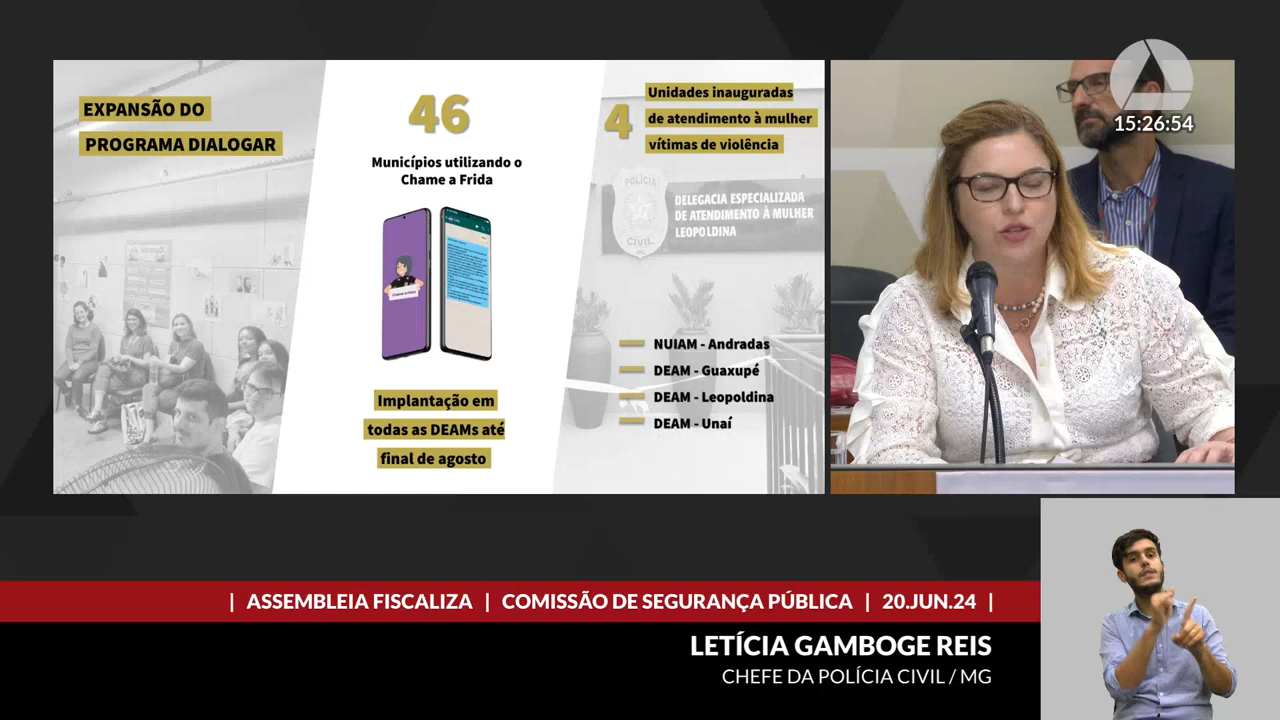 EXPANSÃO DO
PROGRAMA DIALOGAR
46
Municípios utilizando o
Chame a Frida
Implantação em
todas as DEAMs até
final de agosto
4
Unidades inauguradas
de atendimento à mulher
vítimas de violência
POLÍCIA
CIVIL
DELEGACIA ESPECIALIZADA
DE ATENDIMENTO À MULHER
LEOPOLDINA
NUIAM - Andradas
DEAM - Guaxupé
DEAM - Leopoldina
DEAM - Unaí
15:26:54
| ASSEMBLEIA FISCALIZA | COMISSÃO DE SEGURANÇA PÚBLICA | 20.JUN.24 |
LETÍCIA GAMBOGE REIS
CHEFE DA POLÍCIA CIVIL / MG